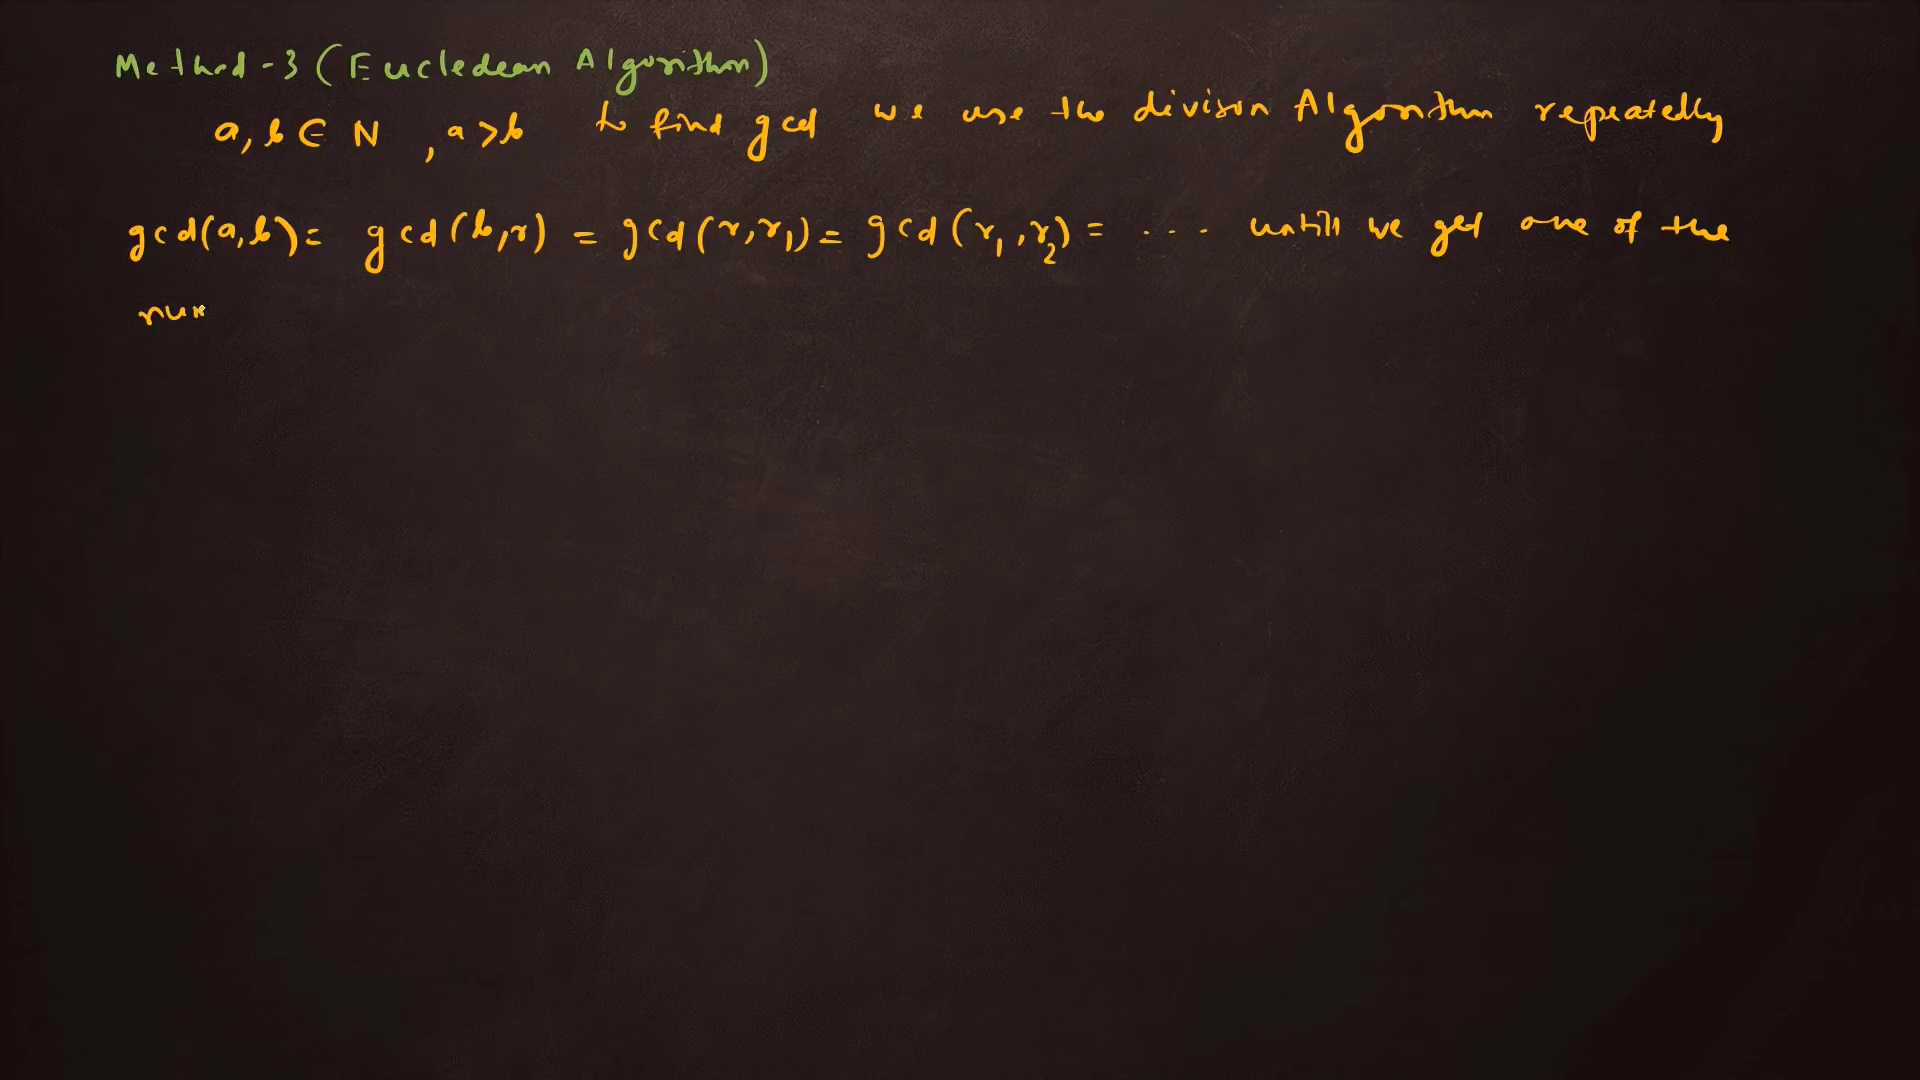 Method-3 (Eucledean Algorithm)
a, b ∈ N , a > b to find gcd we use the divison Algorithm repeatedly
gcd(a,b) = gcd(b,r) = gcd(r,r₁) = gcd(r₁,r₂) = .... untill we get one of the